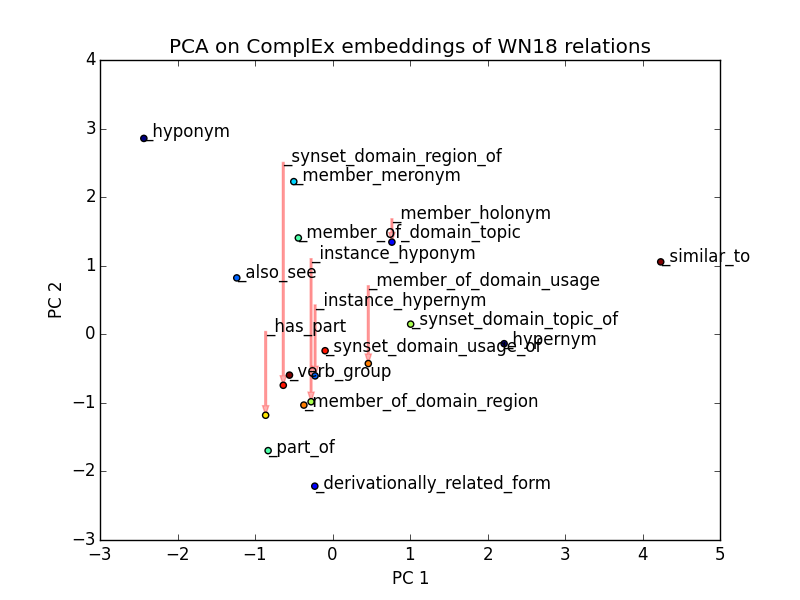 PCA on ComplEx embeddings of WN18 relations
4
3
2
1
0
−1
−2
−3
PC 2
_hyponym
_synset_domain_region_of
_member_meronym
_member_holonym
_member_of_domain_topic
_instance_hyponym
_similar_to
_also_see
_member_of_domain_usage
_instance_hypernym
_synset_domain_topic_of
_has_part
_hypernym
_synset_domain_usage_of
_verb_group
_member_of_domain_region
_part_of
_derivationally_related_form
−3
−2
−1
0
1
2
3
4
5
PC 1